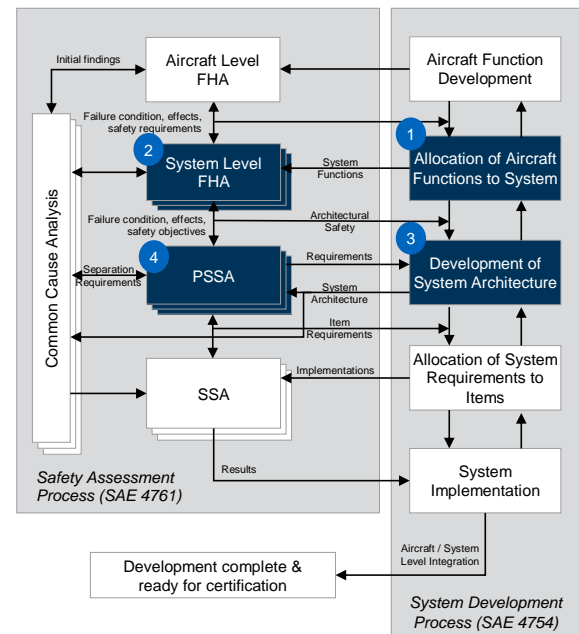 Initial findings
Aircraft Level
FHA
Aircraft Function
Development
Failure condition, effects,
safety requirements
1
Allocation of Aircraft
Functions to System
2
System Level
FHA
System
Functions
Common Cause Analysis
Failure condition, effects,
safety objectives
Architectural
Safety
3
Development of
System Architecture
4
PSSA
Separation
Requirements
Requirements
System
Architecture
Item
Requirements
Allocation of System
Requirements to
Items
Implementations
SSA
Results
System
Implementation
Safety Assessment
Process (SAE 4761)
Aircraft / System
Level Integration
Development complete &
ready for certification
System Development
Process (SAE 4754)